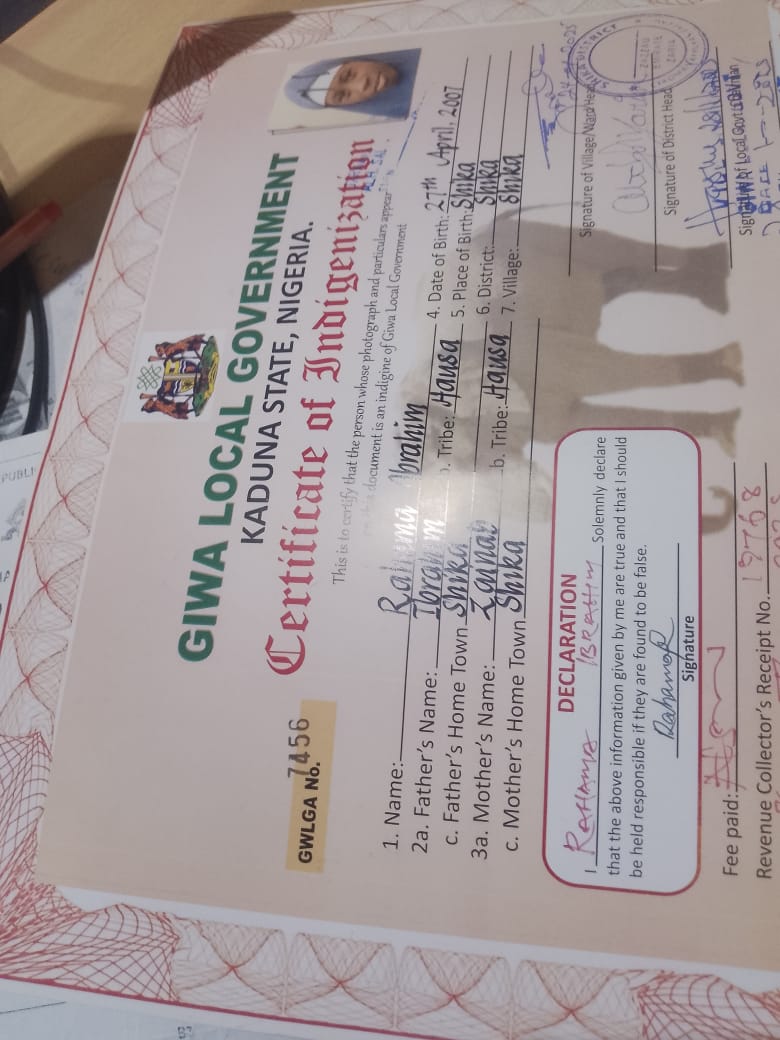 GIWA LOCAL GOVERNMENT
KADUNA STATE, NIGERIA.
Certificate of Indigenization
GWLGA No. 7456
This is to certify that the person whose photograph and particulars appear
document is an indigine of Giwa Local Government
1. Name: Rahama Ibrahim
2a. Father's Name: Ibrahim b. Tribe: Hausa
c. Father's Home Town Shika
3a. Mother's Name: Zainab b. Tribe: Hausa
c. Mother's Home Town Shika
4. Date of Birth: 27th April, 2007
5. Place of Birth: Shika
6. District: Shika
7. Village: Shika
DECLARATION
I RAHAMA IBRAHIM Solemnly declare
that the above information given by me are true and that I should
be held responsible if they are found to be false.
Rahama
Signature
Signature of Village/Ward Head
Signature of District Head
Signature of Local Govt
Fee paid:
Revenue Collector's Receipt No. 19768
PUBLI